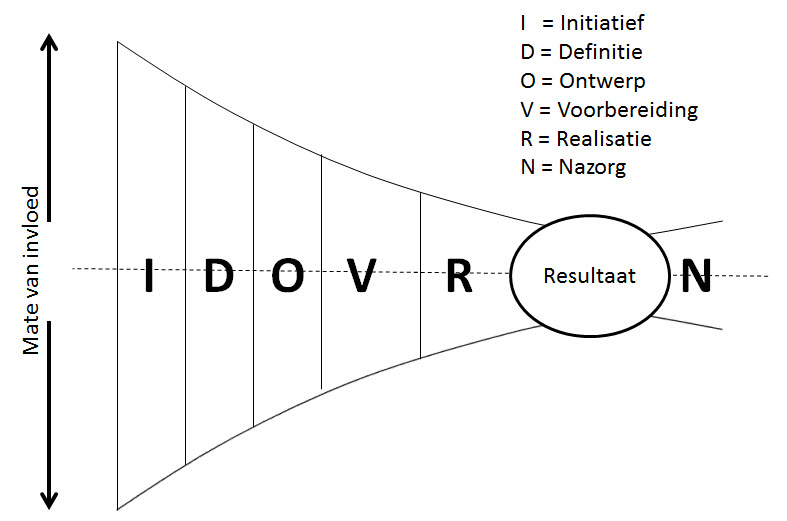 I = Initiatief
D = Definitie
O = Ontwerp
V = Voorbereiding
R = Realisatie
N = Nazorg
Mate van invloed
I D O V R Resultaat N